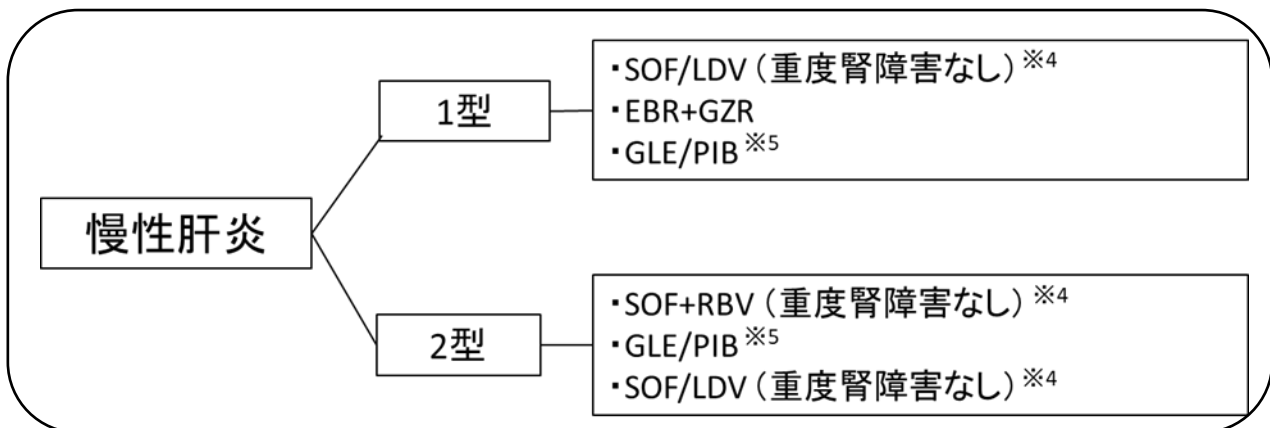 慢性肝炎
1型
・SOF/LDV（重度腎障害なし）※4
・EBR+GZR
・GLE/PIB※5
2型
・SOF+RBV（重度腎障害なし）※4
・GLE/PIB※5
・SOF/LDV（重度腎障害なし）※4